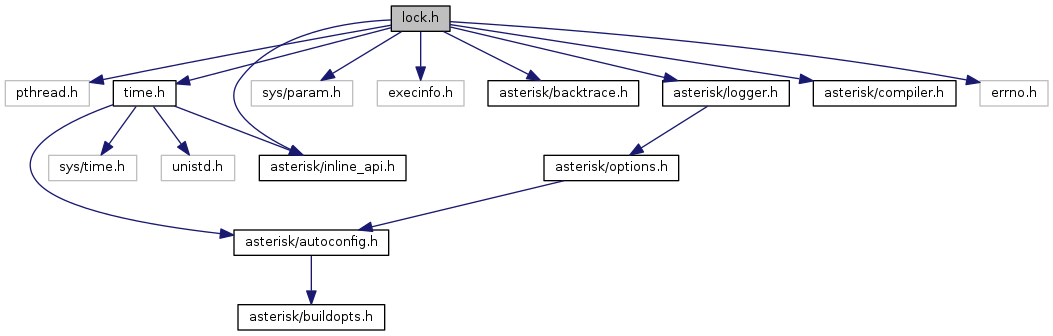 lock.h
pthread.h
time.h
sys/param.h
execinfo.h
asterisk/backtrace.h
asterisk/logger.h
asterisk/compiler.h
errno.h
sys/time.h
unistd.h
asterisk/inline_api.h
asterisk/options.h
asterisk/autoconfig.h
asterisk/buildopts.h